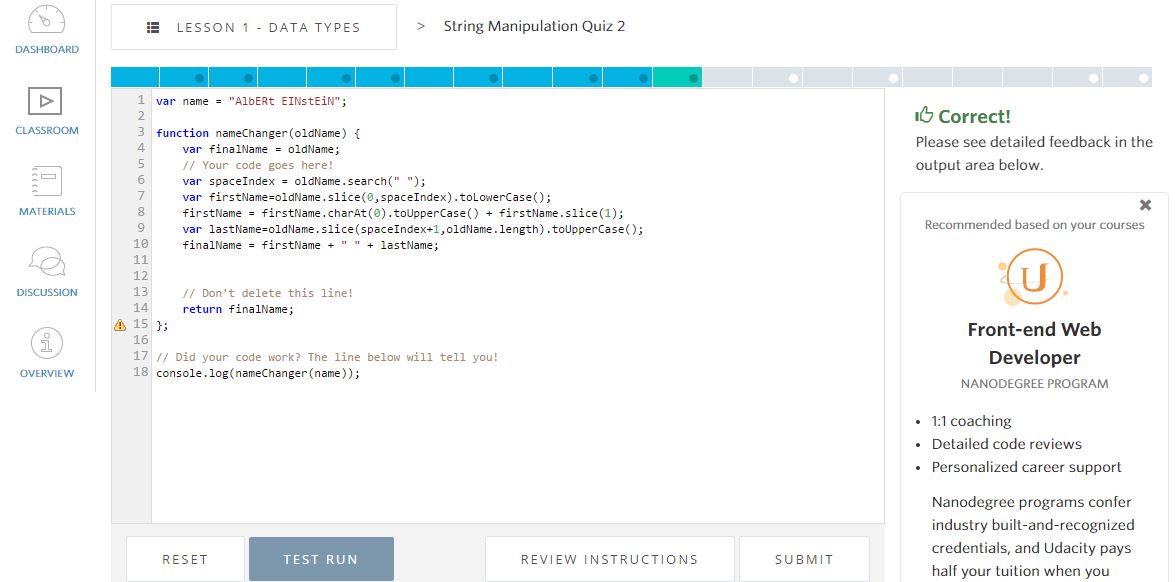 DASHBOARD
CLASSROOM
MATERIALS
DISCUSSION
OVERVIEW
LESSON 1 - DATA TYPES > String Manipulation Quiz 2
1 var name = "AlbERt EINstEiN";
2
3 function nameChanger(oldName) {
4     var finalName = oldName;
5     // Your code goes here!
6     var spaceIndex = oldName.search(" ");
7     var firstName=oldName.slice(0,spaceIndex).toLowerCase();
8     firstName = firstName.charAt(0).toUpperCase() + firstName.slice(1);
9     var lastName=oldName.slice(spaceIndex+1,oldName.length).toUpperCase();
10     finalName = firstName + " " + lastName;
11
12
13     // Don't delete this line!
14     return finalName;
15 };
16
17 // Did your code work? The line below will tell you!
18 console.log(nameChanger(name));
RESET
TEST RUN
REVIEW INSTRUCTIONS
SUBMIT
Correct!
Please see detailed feedback in the
output area below.
Recommended based on your courses
U
Front-end Web
Developer
NANODEGREE PROGRAM
• 1:1 coaching
• Detailed code reviews
• Personalized career support
Nanodegree programs confer
industry built-and-recognized
credentials, and Udacity pays
half your tuition when you